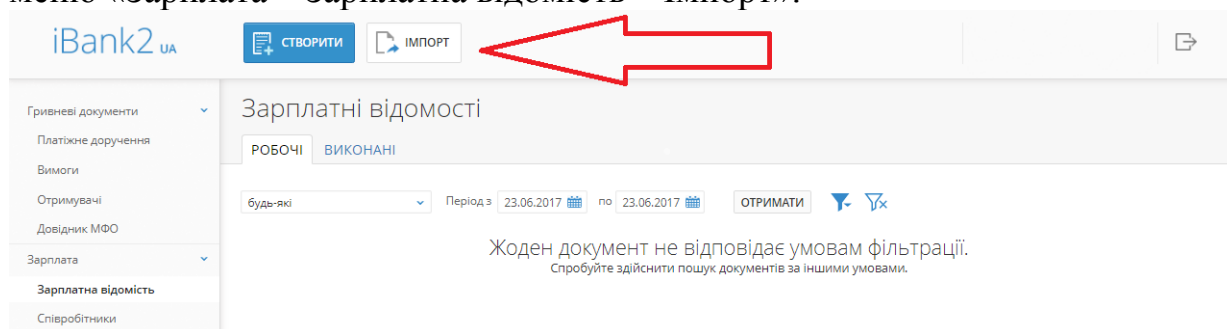 меню «Зарплата – Зарплатна відомість – Імпорт».
iBank2 UA
СТВОРИТИ
ІМПОРТ
Гривневі документи
Платіжне доручення
Вимоги
Отримувачі
Довідник МФО
Зарплата
Зарплатна відомість
Співробітники
Зарплатні відомості
РОБОЧІ ВИКОНАНІ
будь-які Період з 23.06.2017 по 23.06.2017 ОТРИМАТИ
Жоден документ не відповідає умовам фільтрації.
Спробуйте здійснити пошук документів за іншими умовами.